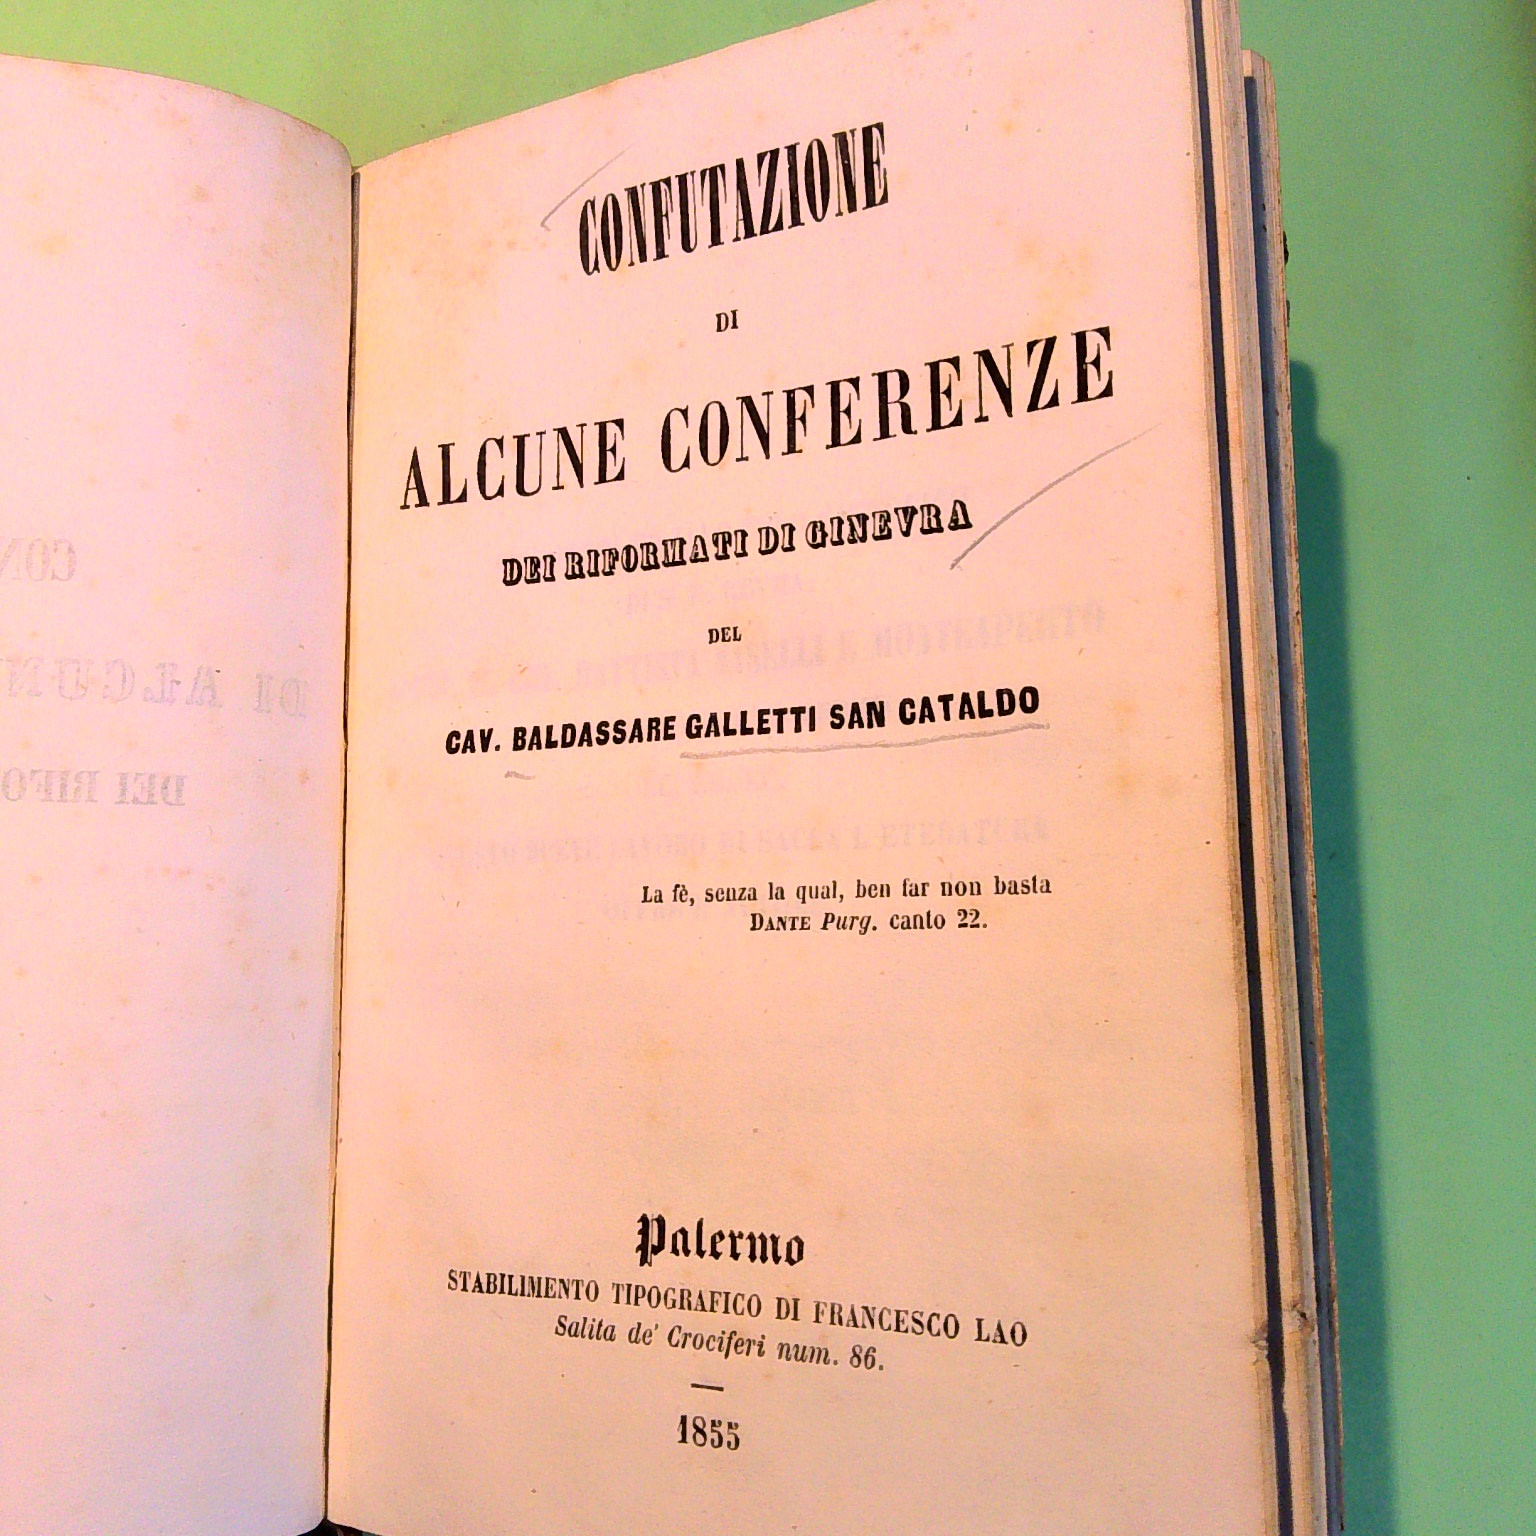 CONFUTAZIONE
DI
ALCUNE CONFERENZE
DEI RIFORMATI DI GINEVRA
DEL
CAV. BALDASSARE GALLETTI SAN CATALDO
La fè, senza la qual, ben far non basta
DANTE Purg. canto 22.
Palermo
STABILIMENTO TIPOGRAFICO DI FRANCESCO LAO
Salita de' Crociferi num. 86.
1855